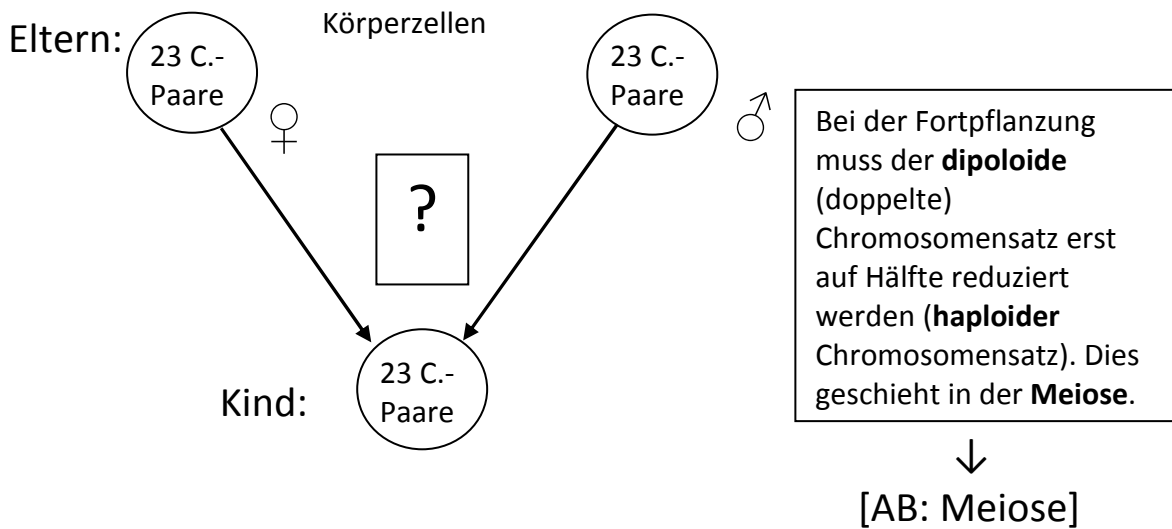 Eltern:
Körperzellen
23 C.-
Paare
♀
23 C.-
Paare
♂
?
Kind:
23 C.-
Paare
Bei der Fortpflanzung
muss der dipoloide
(doppelte)
Chromosomensatz erst
auf Hälfte reduziert
werden (haploider
Chromosomensatz). Dies
geschieht in der Meiose.
↓
[AB: Meiose]